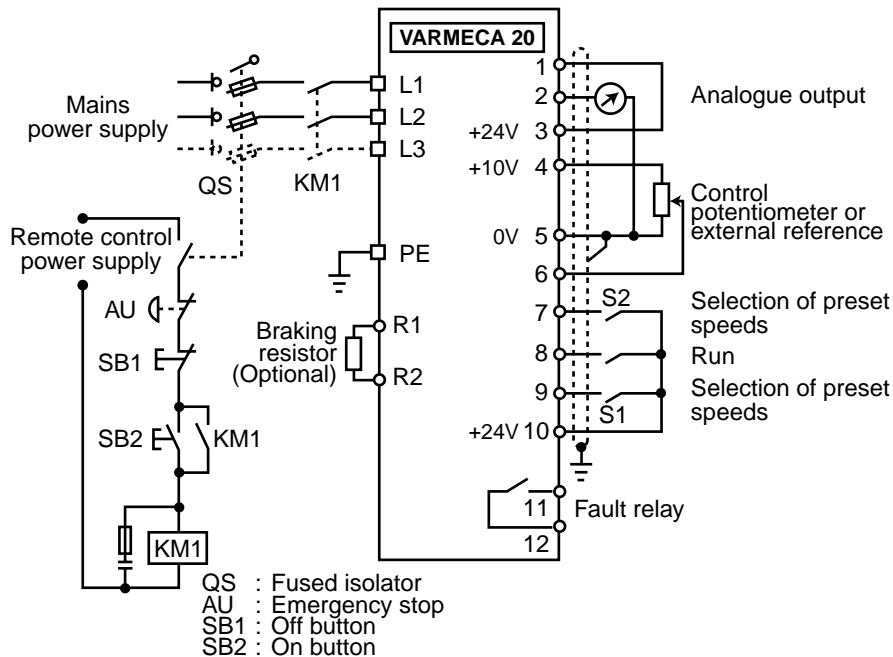 VARMECA 20
Mains
power supply
L1
L2
L3
QS
KM1
Remote control
power supply
PE
AU
SB1
SB2
KM1
KM1
Braking
resistor
(Optional)
R1
R2
1
2
+24V 3
+10V 4
0V 5
6
7
8
9
+24V 10
11
12
Analogue output
Control
potentiometer or
external reference
S2
Selection of preset
speeds
Run
Selection of preset
speeds
S1
Fault relay
QS : Fused isolator
AU : Emergency stop
SB1 : Off button
SB2 : On button